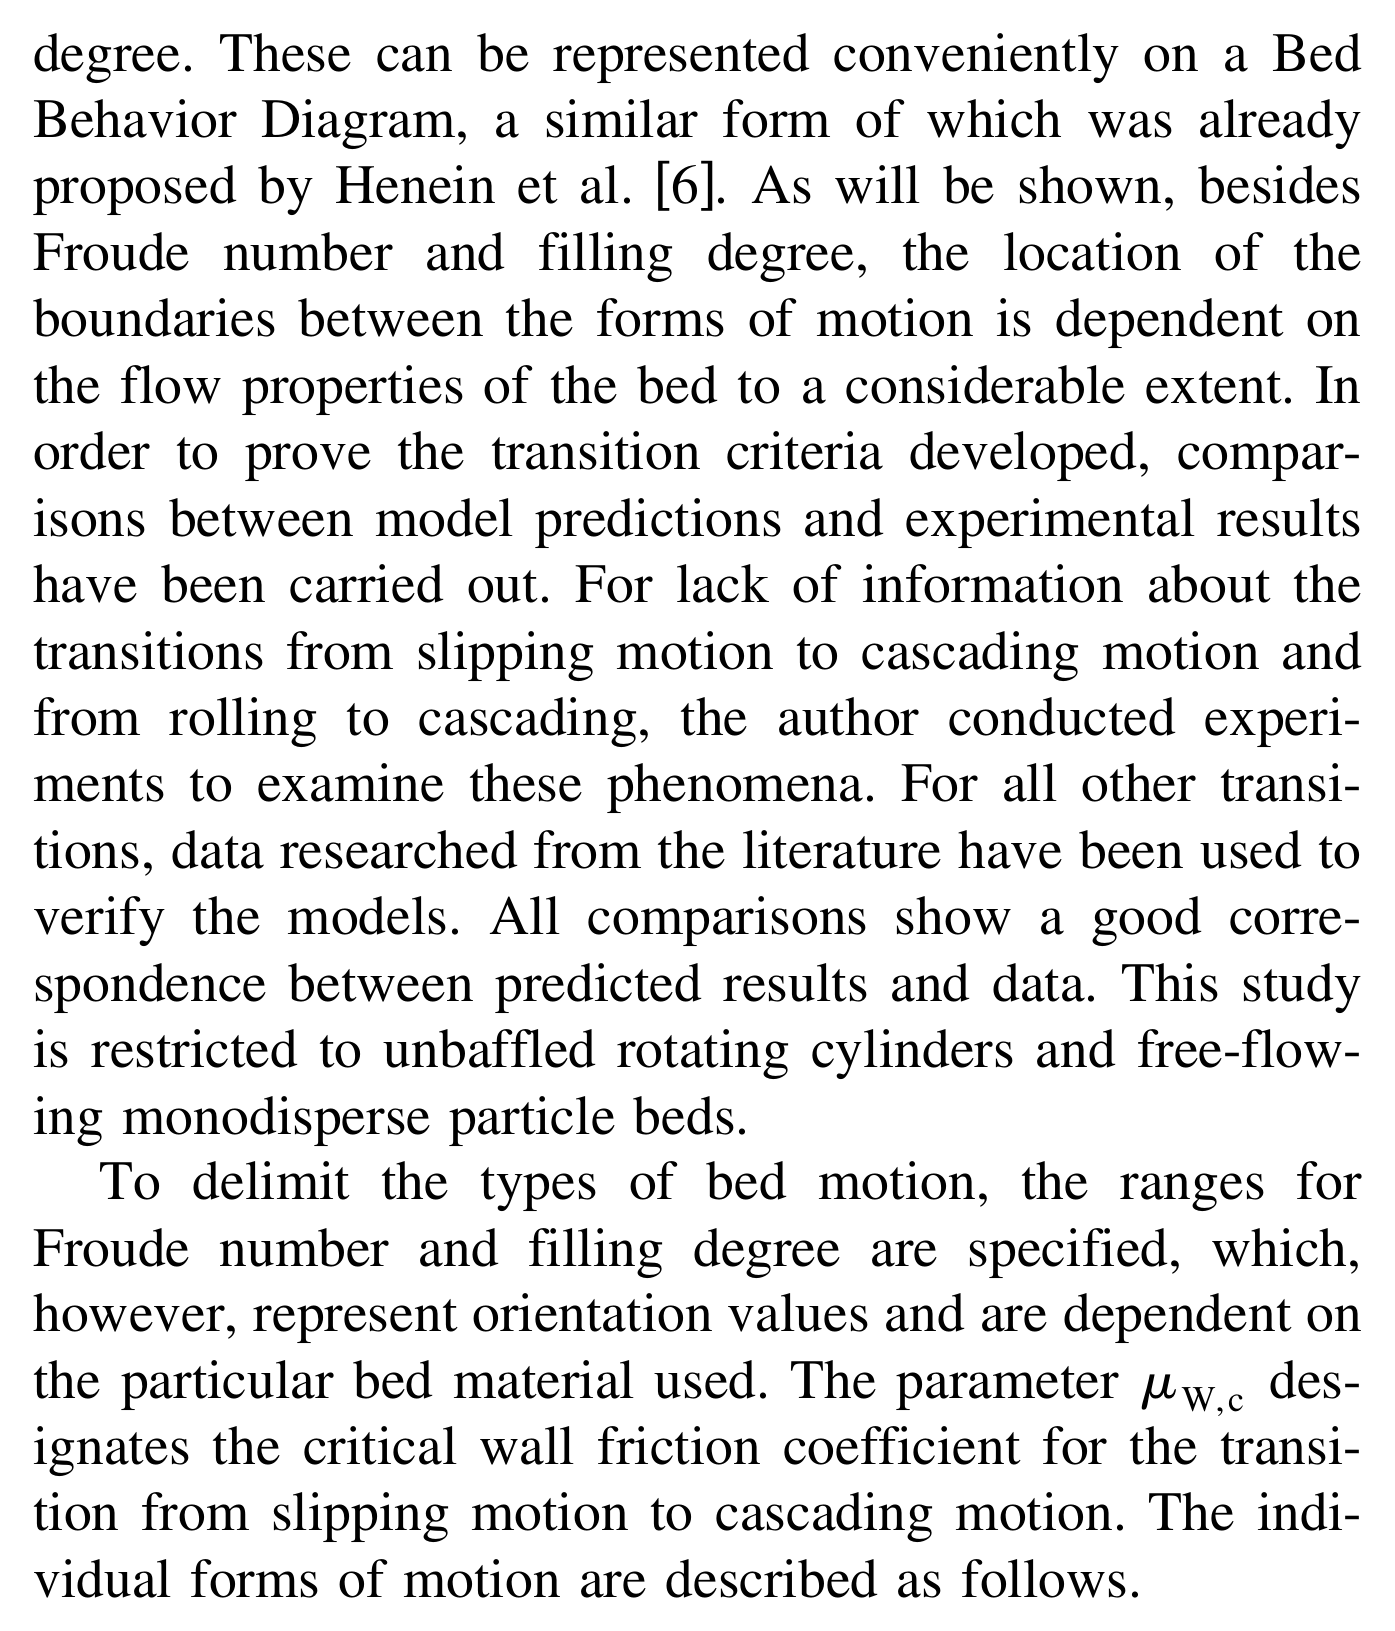 degree. These can be represented conveniently on a Bed
Behavior Diagram, a similar form of which was already
proposed by Henein et al. [6]. As will be shown, besides
Froude number and filling degree, the location of the
boundaries between the forms of motion is dependent on
the flow properties of the bed to a considerable extent. In
order to prove the transition criteria developed, compar-
isons between model predictions and experimental results
have been carried out. For lack of information about the
transitions from slipping motion to cascading motion and
from rolling to cascading, the author conducted experi-
ments to examine these phenomena. For all other transi-
tions, data researched from the literature have been used to
verify the models. All comparisons show a good corre-
spondence between predicted results and data. This study
is restricted to unbaffled rotating cylinders and free-flow-
ing monodisperse particle beds.
To delimit the types of bed motion, the ranges for
Froude number and filling degree are specified, which,
however, represent orientation values and are dependent on
the particular bed material used. The parameter μW,c des-
ignates the critical wall friction coefficient for the transi-
tion from slipping motion to cascading motion. The indi-
vidual forms of motion are described as follows.